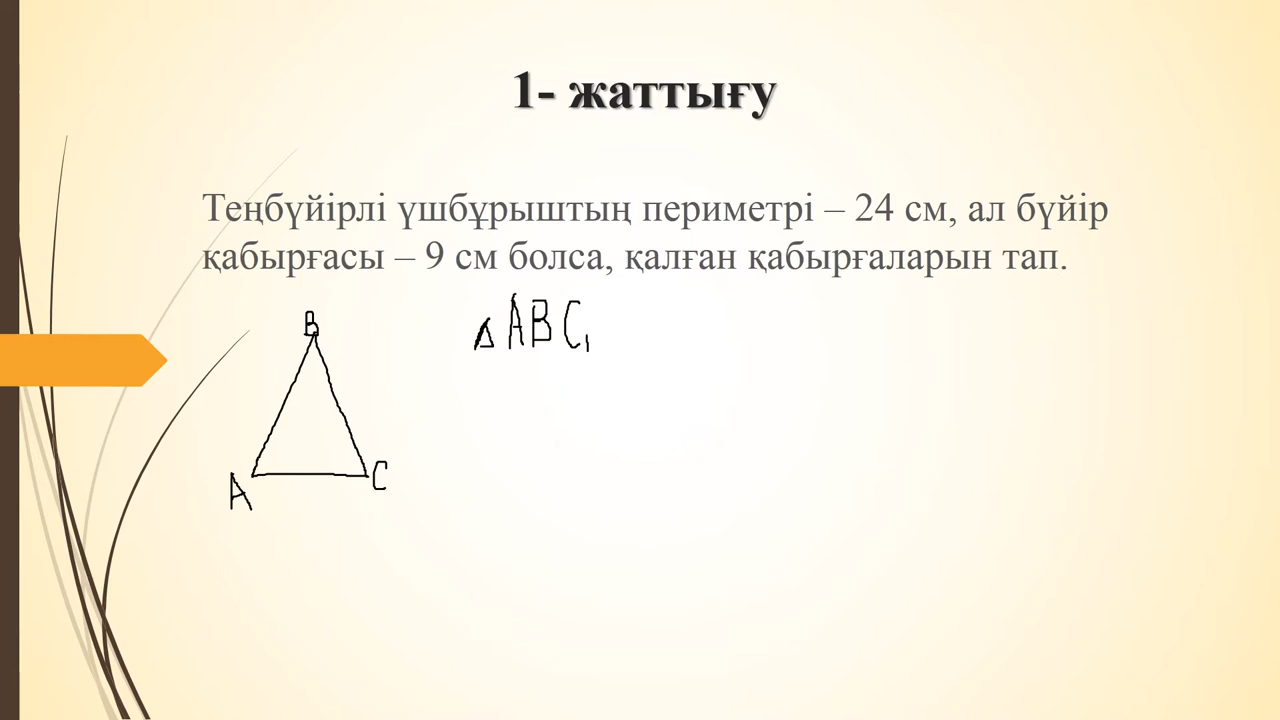 1- жаттығу
Теңбүйірлі үшбұрыштың периметрі – 24 см, ал бүйір
қабырғасы – 9 см болса, қалған қабырғаларын тап.
B
Δ ABC,
A
C